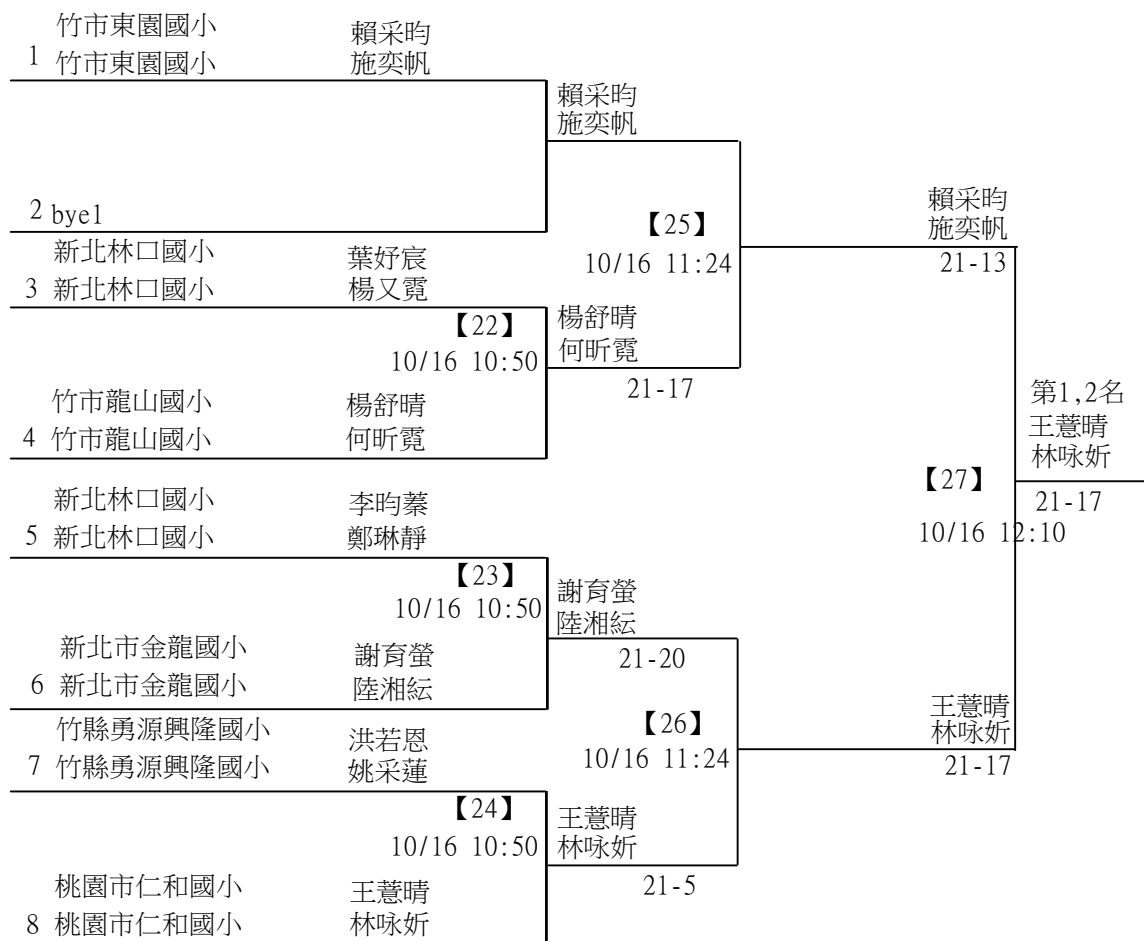 竹市東園國小 賴采昀
1 竹市東園國小 施奕帆
賴采昀
施奕帆
2 bye1
【25】
10/16 11:24
賴采昀
施奕帆
21-13
新北林口國小 葉妤宸
3 新北林口國小 楊又霓
【22】
10/16 10:50
楊舒晴
何昕霓
21-17
竹市龍山國小 楊舒晴
4 竹市龍山國小 何昕霓
第1,2名
王薏晴
林咏妡
【27】
21-17
10/16 12:10
新北林口國小 李昀蓁
5 新北林口國小 鄭琳靜
【23】
10/16 10:50
謝育螢
陸湘紜
21-20
新北市金龍國小 謝育螢
6 新北市金龍國小 陸湘紜
【26】
10/16 11:24
王薏晴
林咏妡
21-17
竹縣勇源興隆國小 洪若恩
7 竹縣勇源興隆國小 姚采蓮
【24】
10/16 10:50
王薏晴
林咏妡
21-5
桃園市仁和國小 王薏晴
8 桃園市仁和國小 林咏妡